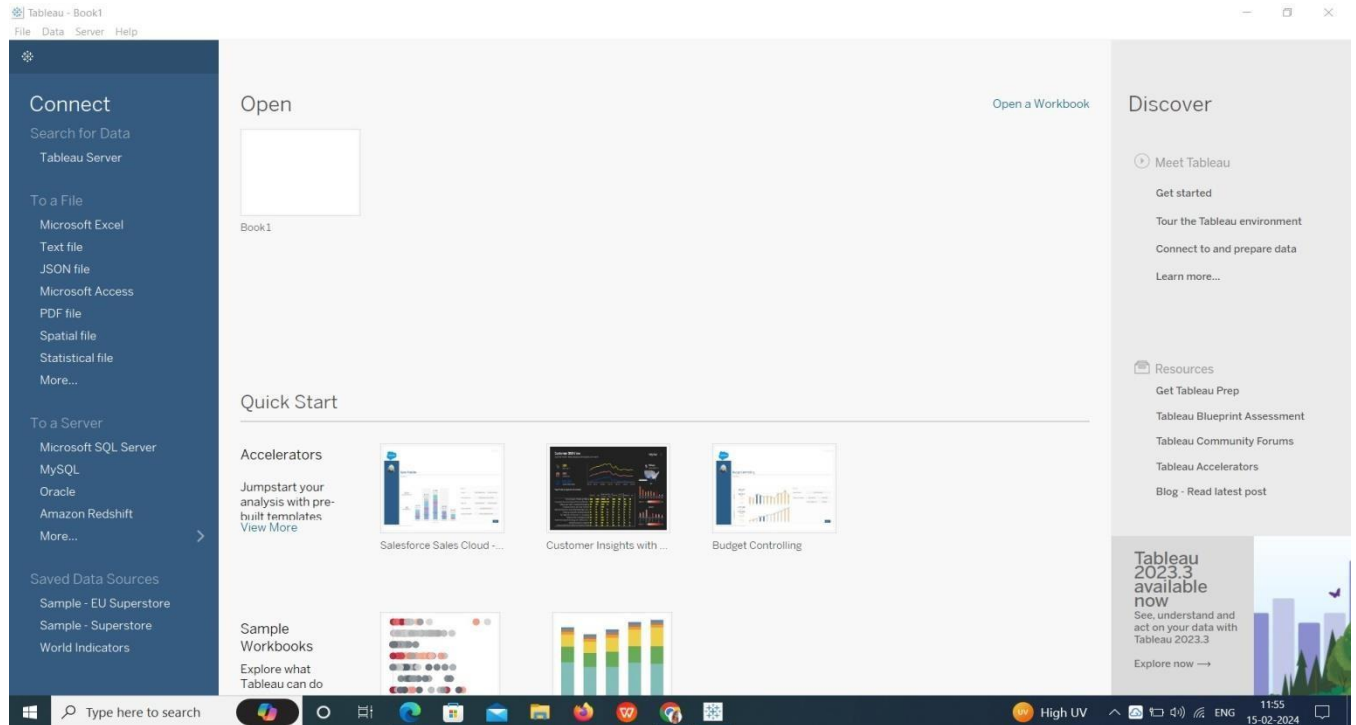 Tableau - Book1
File Data Server Help
Connect
Search for Data
Tableau Server
To a File
Microsoft Excel
Text file
JSON file
Microsoft Access
PDF file
Spatial file
Statistical file
More...
To a Server
Microsoft SQL Server
MySQL
Oracle
Amazon Redshift
More...
Saved Data Sources
Sample - EU Superstore
Sample - Superstore
World Indicators
Open
Open a Workbook
Book1
Quick Start
Accelerators
Jumpstart your
analysis with pre-
built templates
View More
Salesforce Sales Cloud -...
Customer Insights with ...
Budget Controlling
Sample
Workbooks
Explore what
Tableau can do
Discover
Meet Tableau
Get started
Tour the Tableau environment
Connect to and prepare data
Learn more...
Resources
Get Tableau Prep
Tableau Blueprint Assessment
Tableau Community Forums
Tableau Accelerators
Blog - Read latest post
Tableau
2023.3
available
now
See, understand and
act on your data with
Tableau 2023.3
Explore now →
Type here to search
High UV
ENG
11:55
15-02-2024